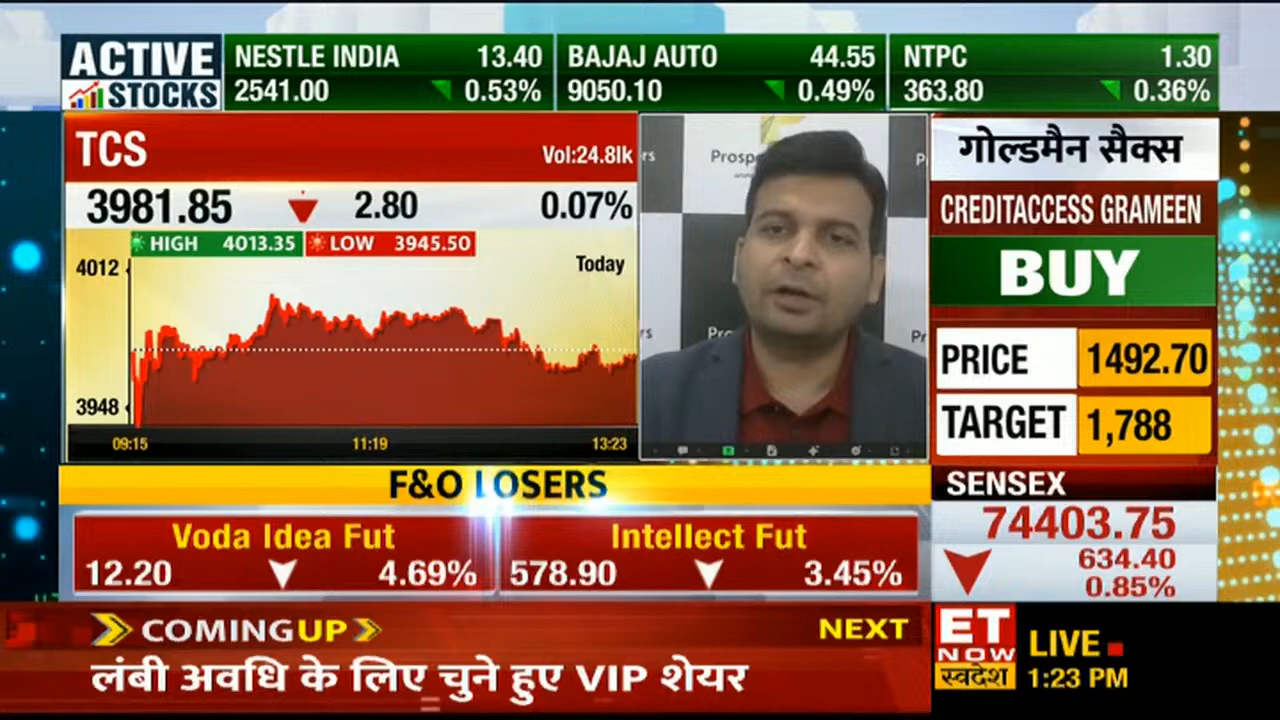 ACTIVE
STOCKS
NESTLE INDIA 13.40
2541.00 0.53%
BAJAJ AUTO 44.55
9050.10 0.49%
NTPC 1.30
363.80 0.36%
TCS Vol:24.8lk
3981.85 2.80 0.07%
HIGH 4013.35 LOW 3945.50
Today
4012
3948
09:15 11:19 13:23
गोल्डमैन सैक्स
CREDITACCESS GRAMEEN
BUY
PRICE 1492.70
TARGET 1,788
F&O LOSERS
Voda Idea Fut
12.20 4.69%
Intellect Fut
578.90 3.45%
SENSEX
74403.75
634.40
0.85%
COMING UP NEXT
लंबी अवधि के लिए चुने हुए VIP शेयर
ET
NOW
स्वदेश
LIVE
1:23 PM